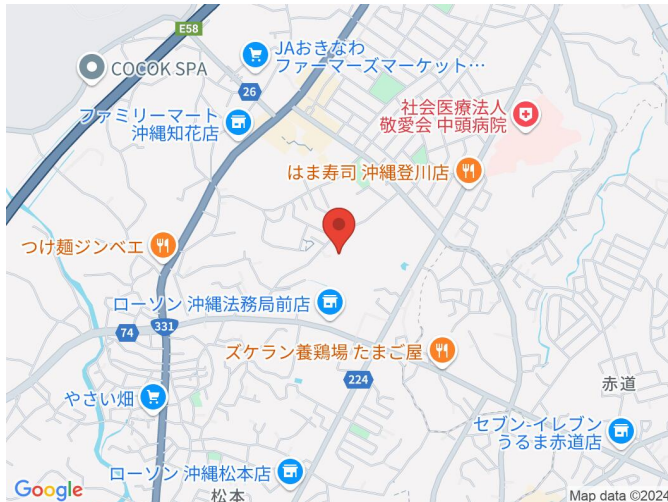 E58
COCOK SPA
JAおきなわ
ファーマーズマーケット…
26
ファミリーマート
沖縄知花店
社会医療法人
敬愛会 中頭病院
はま寿司 沖縄登川店
つけ麺ジンベエ
ローソン 沖縄法務局前店
74
331
ズケラン養鶏場 たまご屋
224
やさい畑
赤道
セブン-イレブン
うるま赤道店
ローソン 沖縄松本店
松本
Google
Map data ©2024